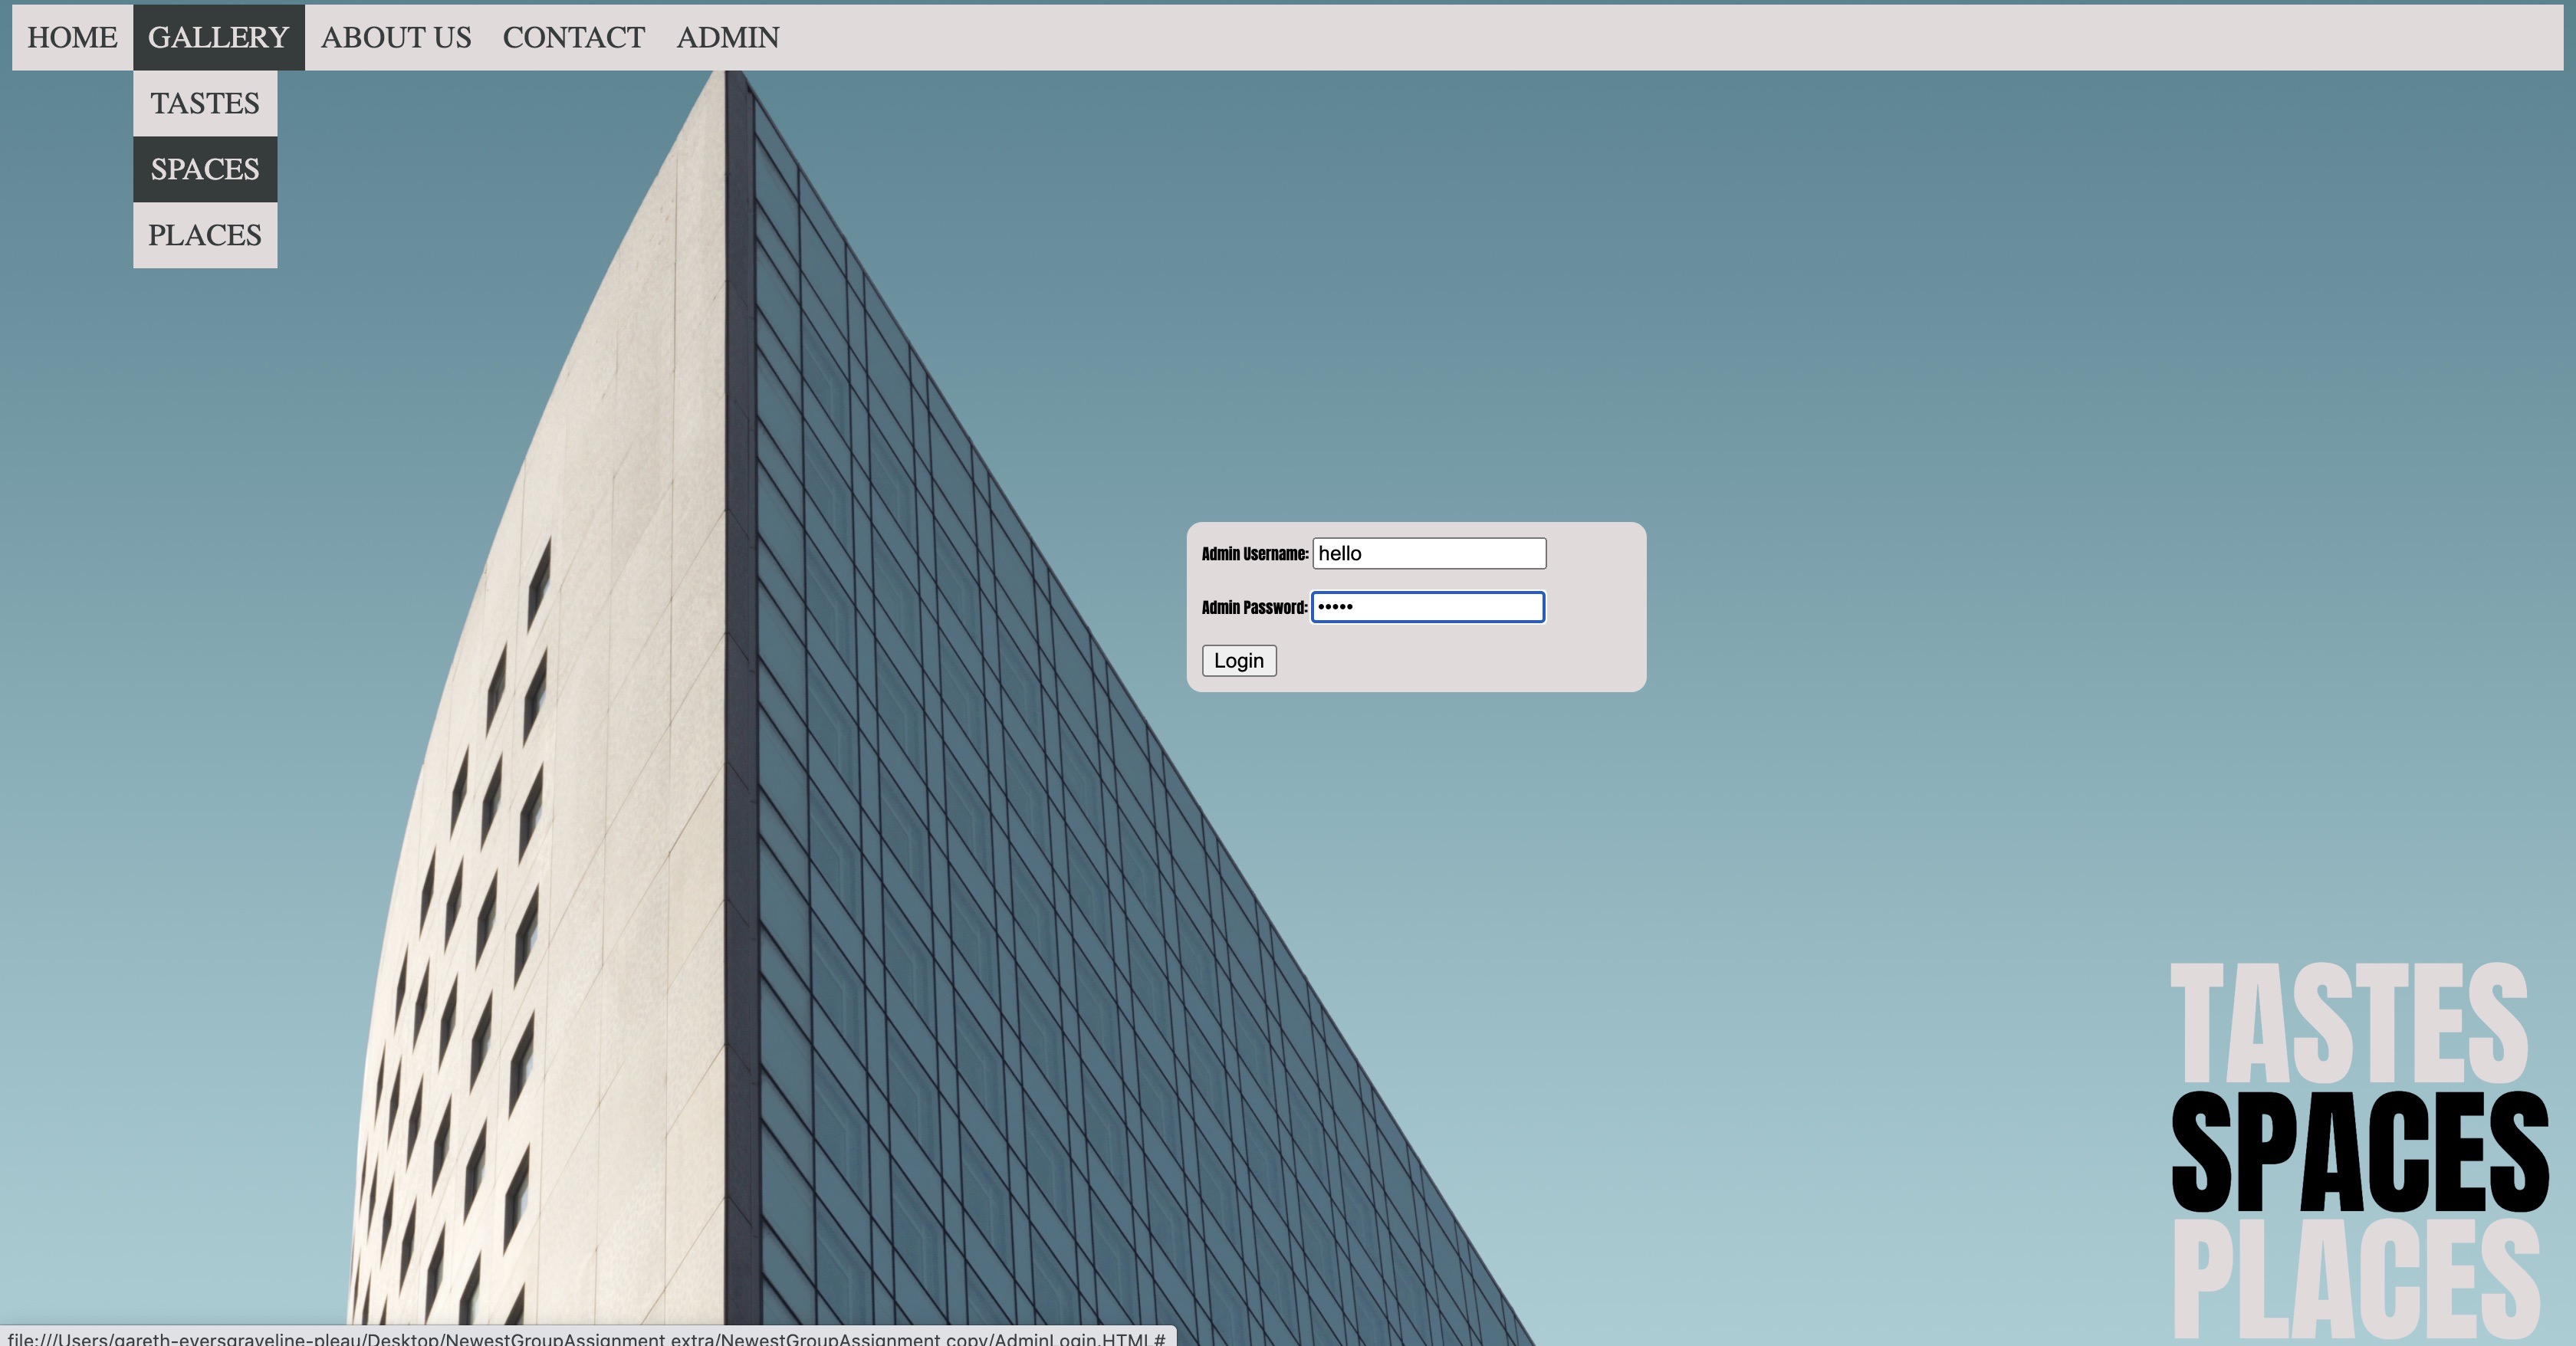 HOME GALLERY ABOUT US CONTACT ADMIN
TASTES
SPACES
PLACES
Admin Username: hello
Admin Password: •••••
Login
TASTES
SPACES
PLACES
file:///Users/gareth-eversgraveline-pleau/Desktop/NewestGroupAssignment extra/NewestGroupAssignment copy/AdminLogin.HTML#